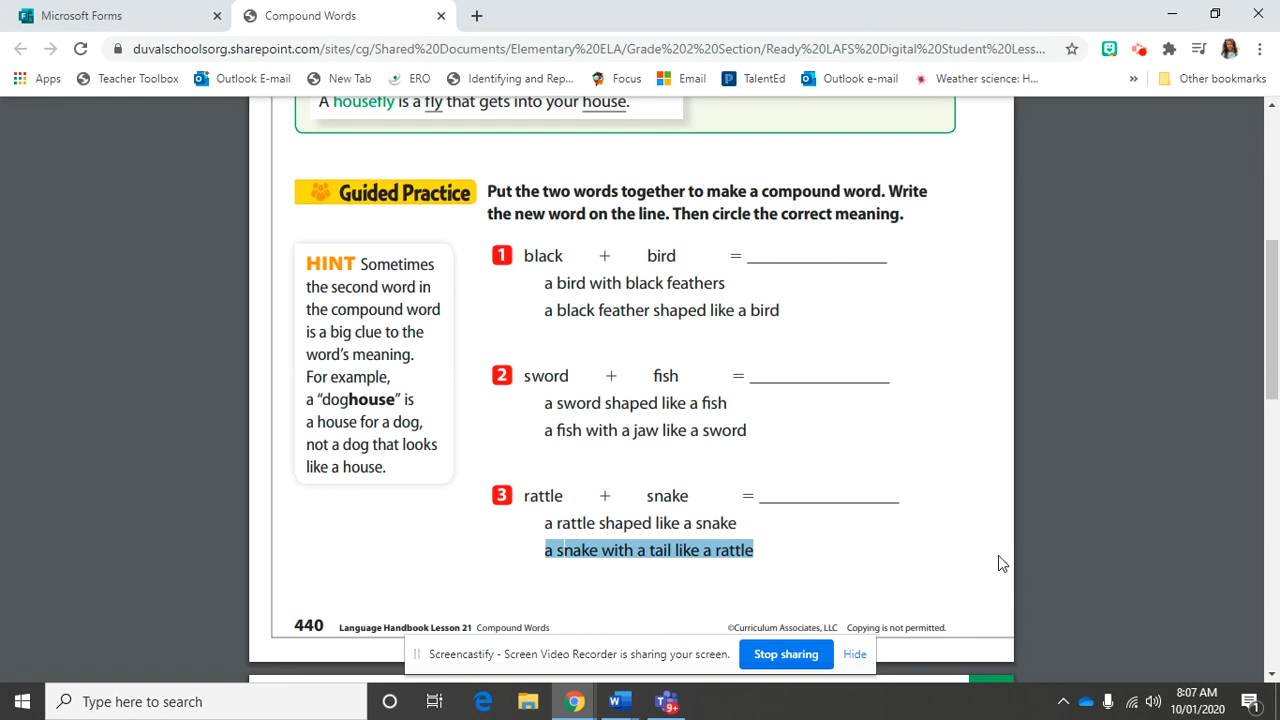 Microsoft Forms
Compound Words
duvalschoolsorg.sharepoint.com/sites/cg/Shared%20Documents/Elementary%20ELA/Grade%202%20Section/Ready%20LAFS%20Digital%20Student%20Less...
Apps
Teacher Toolbox
Outlook E-mail
New Tab
ERO
Identifying and Rep...
Focus
Email
TalentEd
Outlook e-mail
Weather science: H...
»
Other bookmarks
A housefly is a fly that gets into your house.
Guided Practice
Put the two words together to make a compound word. Write
the new word on the line. Then circle the correct meaning.
HINT Sometimes
the second word in
the compound word
is a big clue to the
word's meaning.
For example,
a "doghouse" is
a house for a dog,
not a dog that looks
like a house.
1 black + bird = ________________
a bird with black feathers
a black feather shaped like a bird
2 sword + fish = ________________
a sword shaped like a fish
a fish with a jaw like a sword
3 rattle + snake = ________________
a rattle shaped like a snake
a snake with a tail like a rattle
440 Language Handbook Lesson 21 Compound Words
©Curriculum Associates, LLC Copying is not permitted.
Screencastify - Screen Video Recorder is sharing your screen.
Stop sharing
Hide
Type here to search
9+
8:07 AM
10/01/2020
1